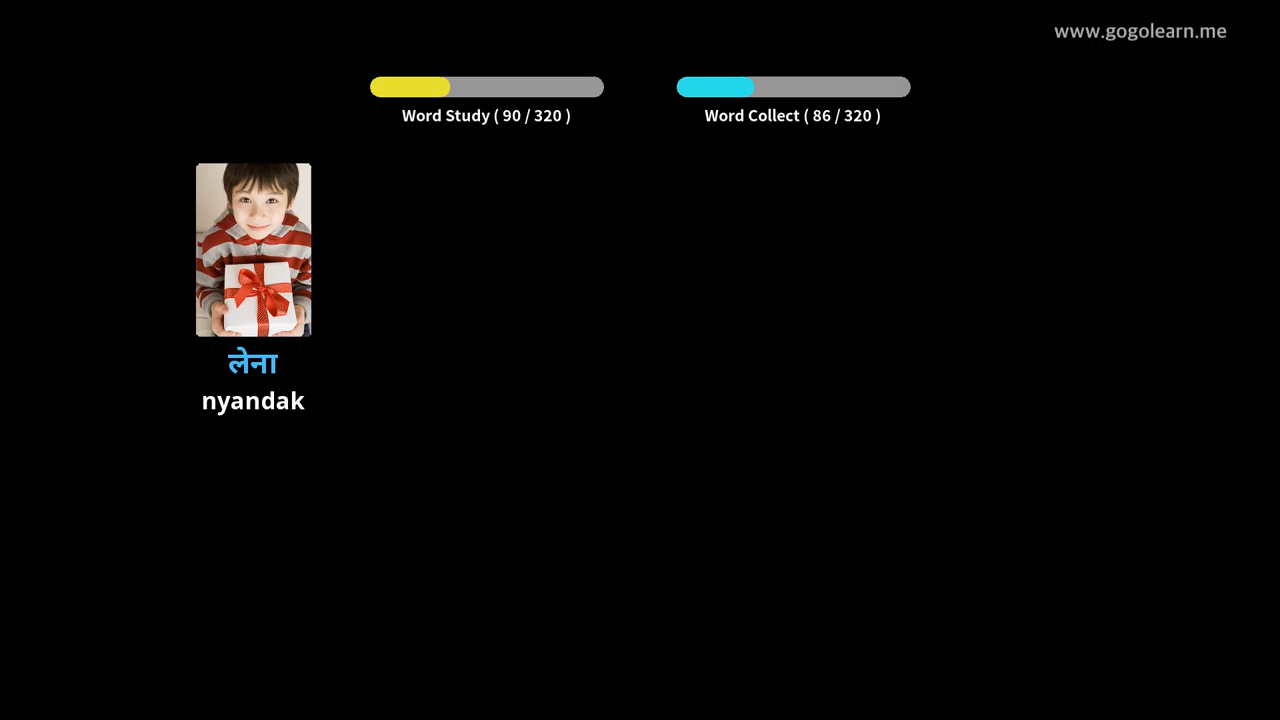 www.gogolearn.me
Word Study ( 90 / 320 )
Word Collect ( 86 / 320 )
लेना
nyandak